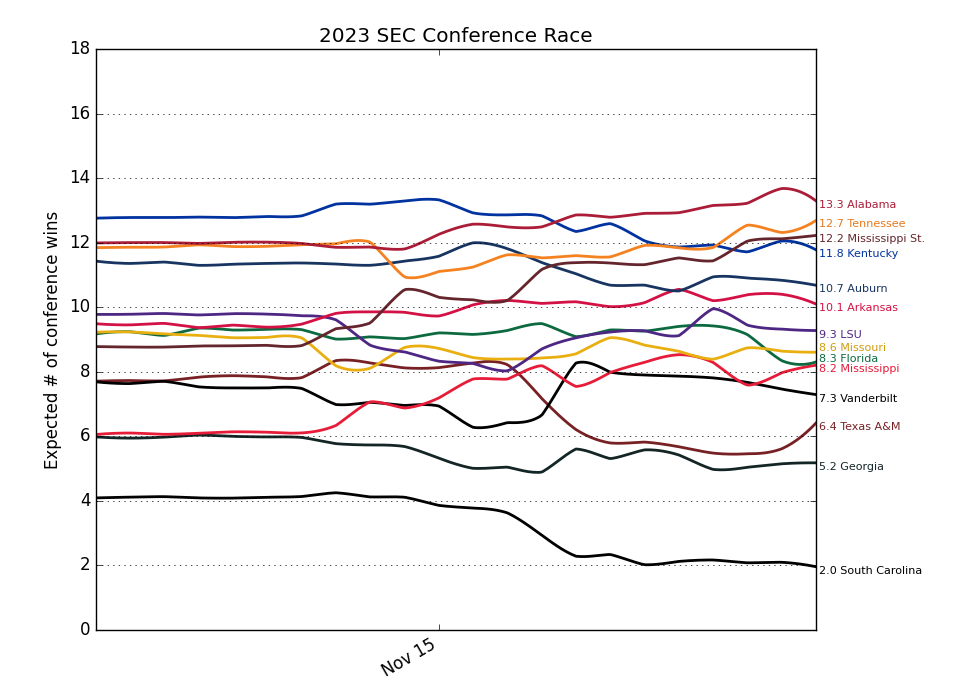 2023 SEC Conference Race
Expected # of conference wins
18
16
14
12
10
8
6
4
2
0
Nov 15
13.3 Alabama
12.7 Tennessee
12.2 Mississippi St.
11.8 Kentucky
10.7 Auburn
10.1 Arkansas
9.3 LSU
8.6 Missouri
8.3 Florida
8.2 Mississippi
7.3 Vanderbilt
6.4 Texas A&M
5.2 Georgia
2.0 South Carolina